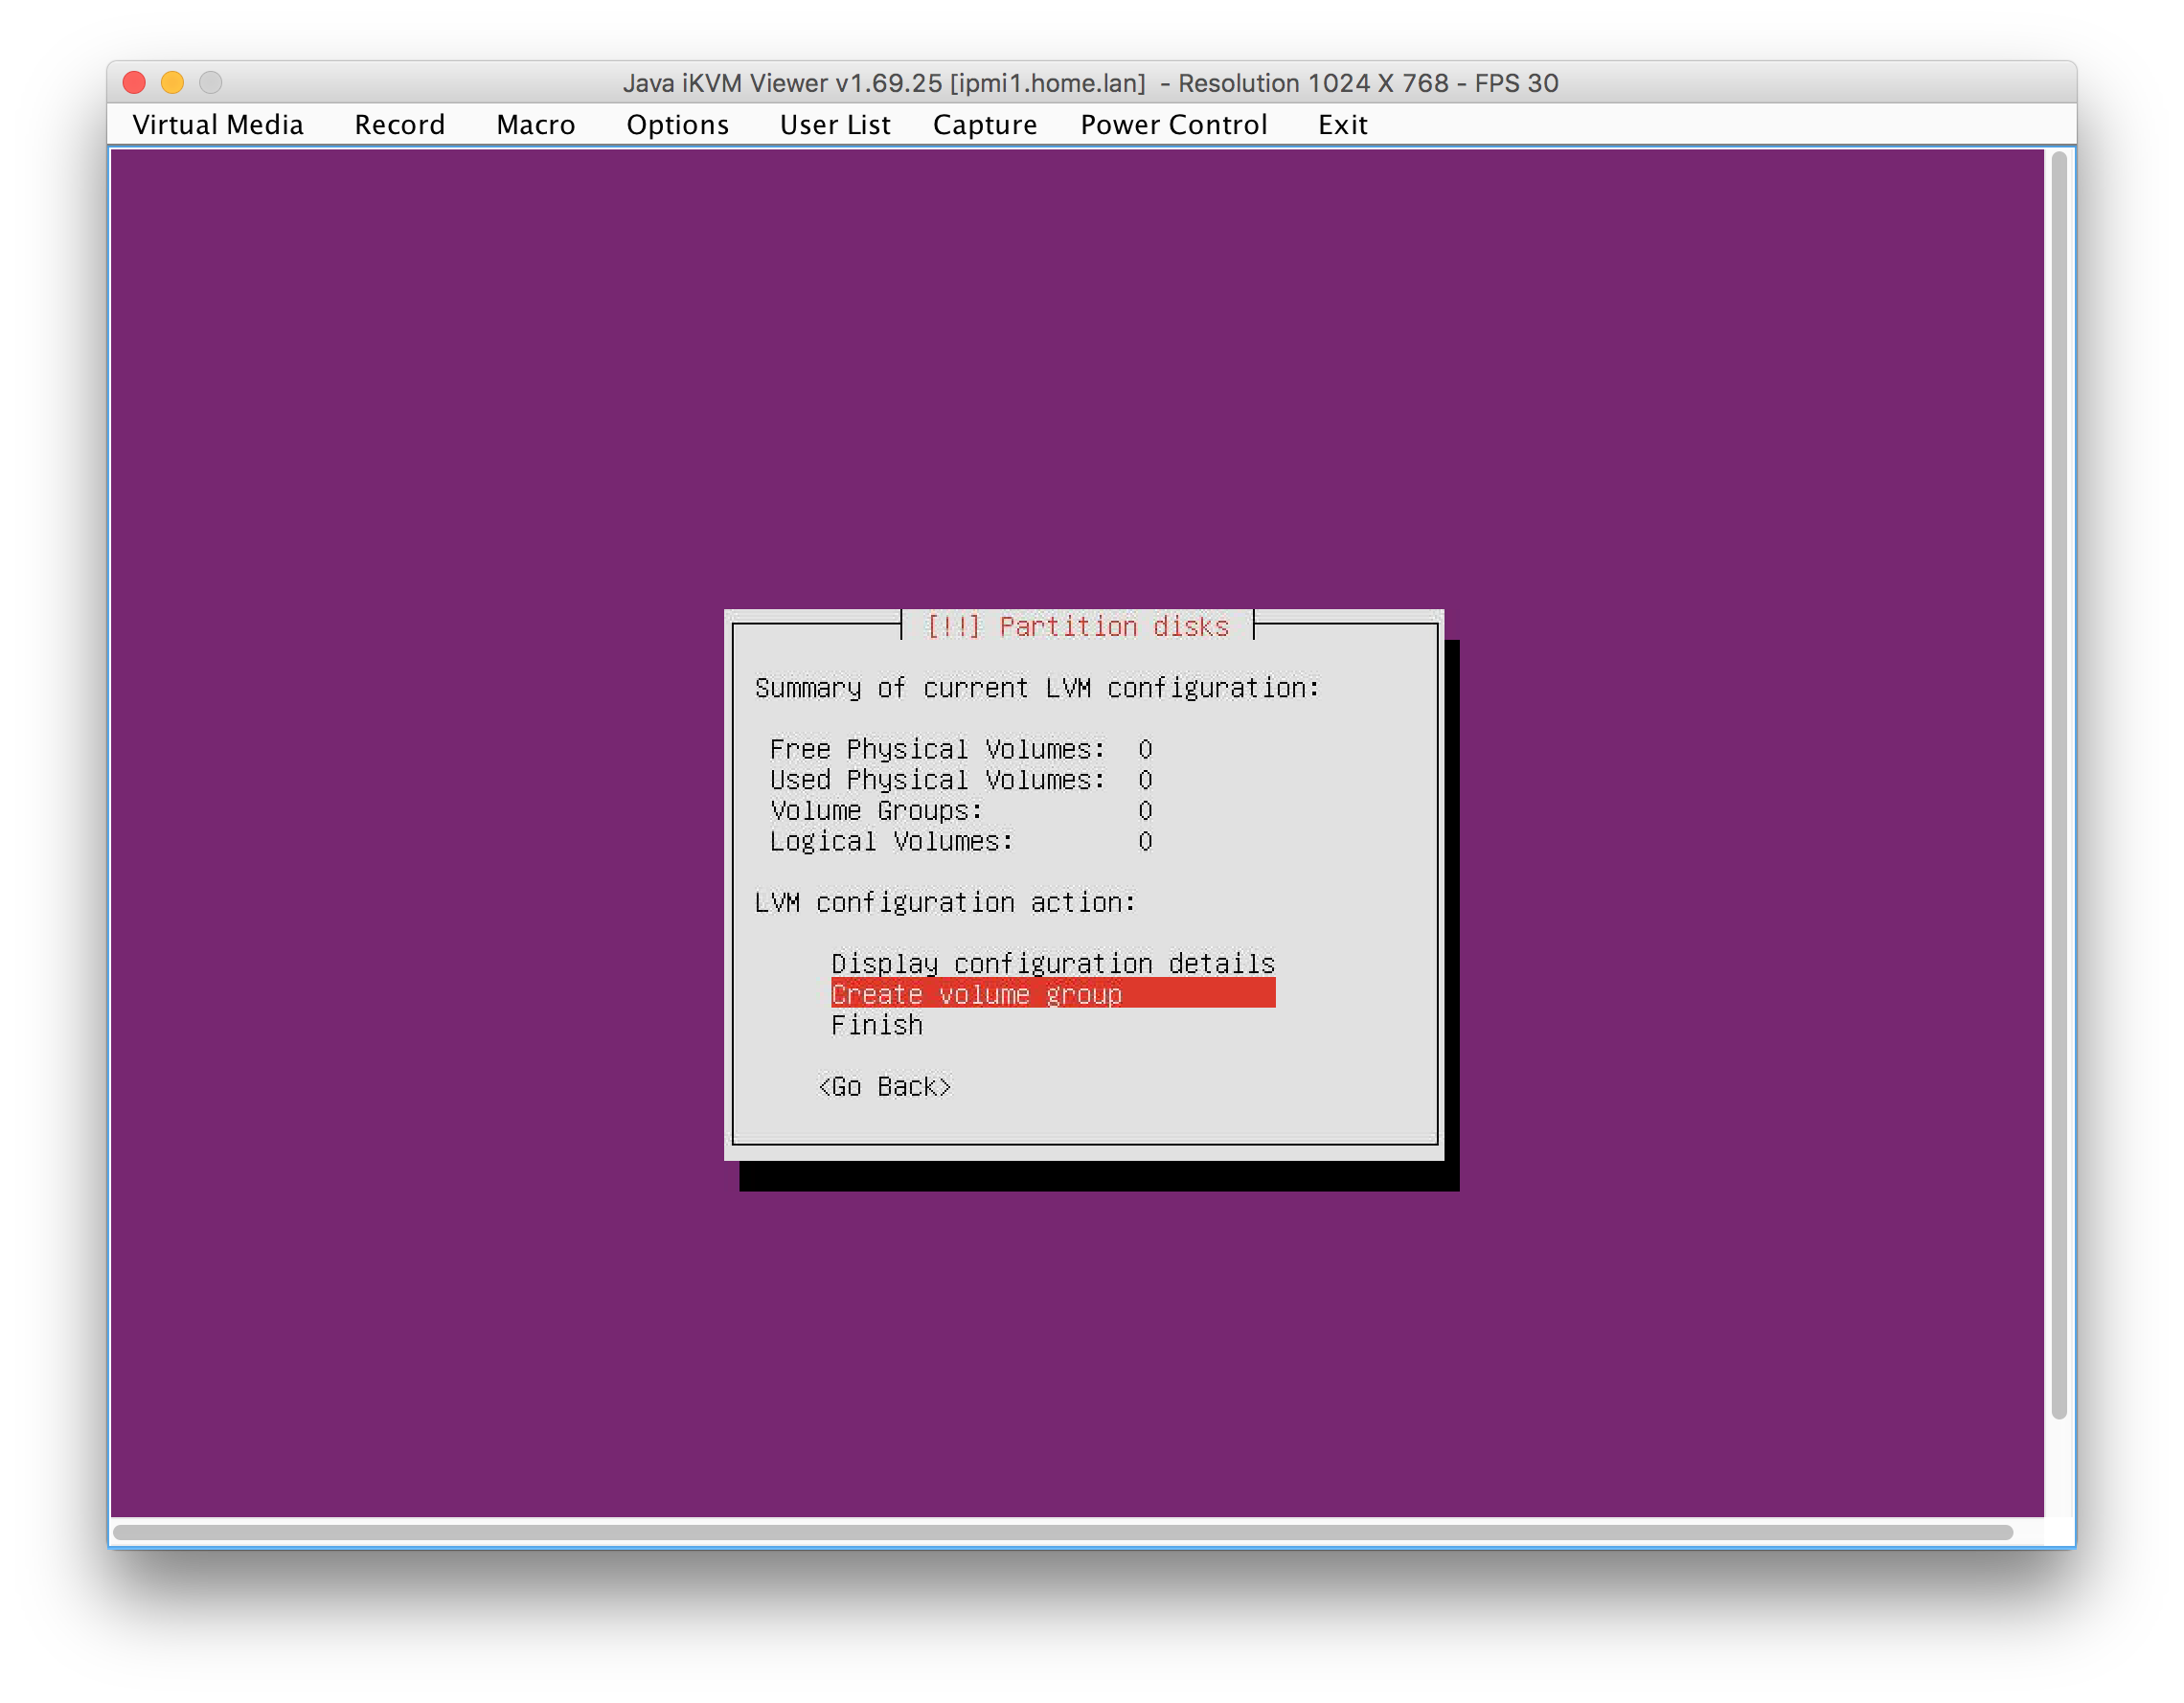 Java iKVM Viewer v1.69.25 [ipmi1.home.lan]  - Resolution 1024 X 768 - FPS 30
Virtual Media Record Macro Options User List Capture Power Control Exit
[!!] Partition disks
Summary of current LVM configuration:
Free Physical Volumes: 0
Used Physical Volumes: 0
Volume Groups: 0
Logical Volumes: 0
LVM configuration action:
Display configuration details
Create volume group
Finish
<Go Back>